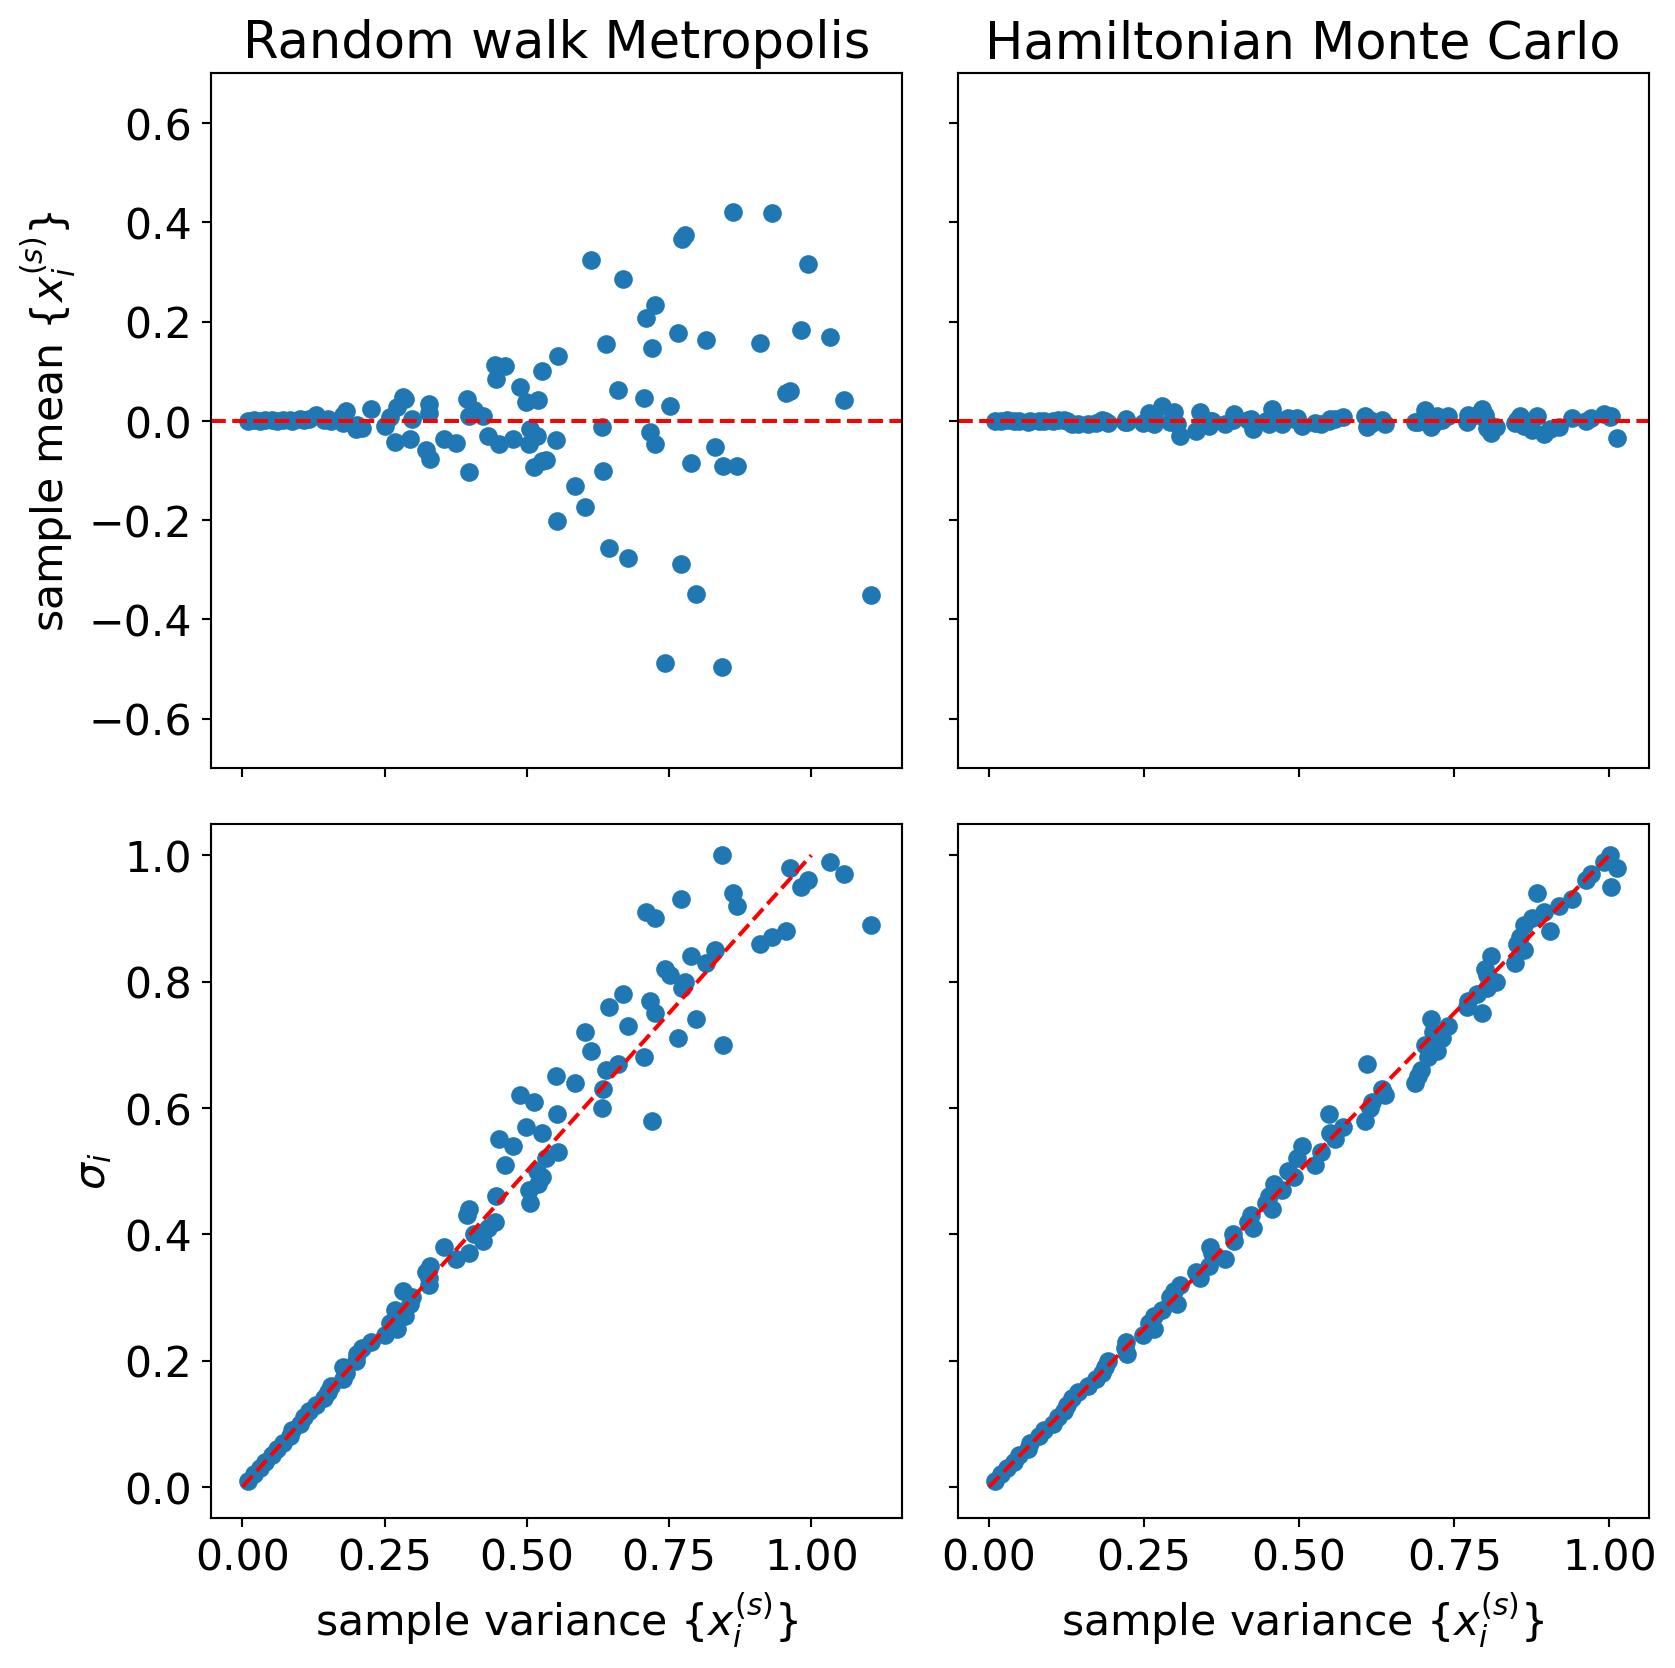 Random walk Metropolis
Hamiltonian Monte Carlo
0.6
0.4
0.2
0.0
−0.2
−0.4
−0.6
sample mean {x_i^{(s)}}
1.0
0.8
0.6
0.4
0.2
0.0
σ_i
0.00 0.25 0.50 0.75 1.00
0.00 0.25 0.50 0.75 1.00
sample variance {x_i^{(s)}}
sample variance {x_i^{(s)}}